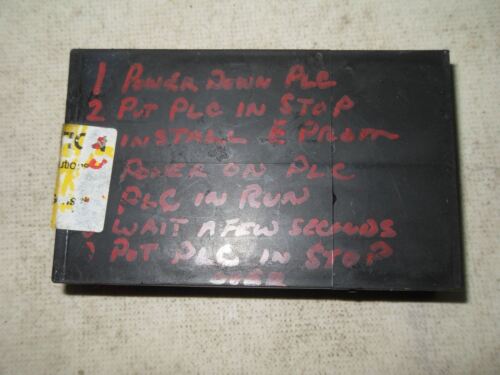 1 POWER DOWN PLC
2 PUT PLC IN STOP
INSTALL EPROM
POWER ON PLC
PLC IN RUN
WAIT A FEW SECONDS
PUT PLC IN STOP
OVER